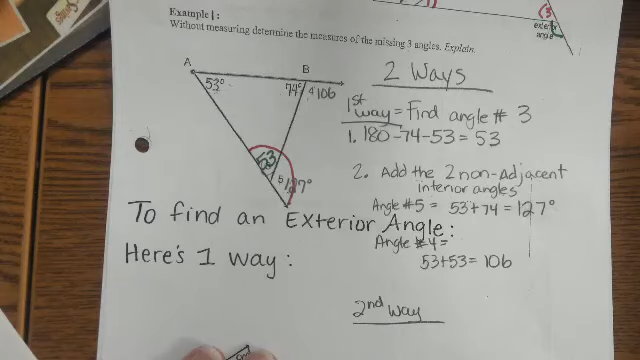 exterior
angle
Example 1:
Without measuring determine the measures of the missing 3 angles. Explain.
A
B
53°
74°
4 106
53
5 127°
2 Ways
1st
way = Find angle # 3
1. 180-74-53 = 53
2. Add the 2 non-Adjacent
interior angles
Angle #5 = 53+74 = 127°
Angle #4 =
53+53 = 106
To find an Exterior Angle:
Here's 1 way:
2nd way